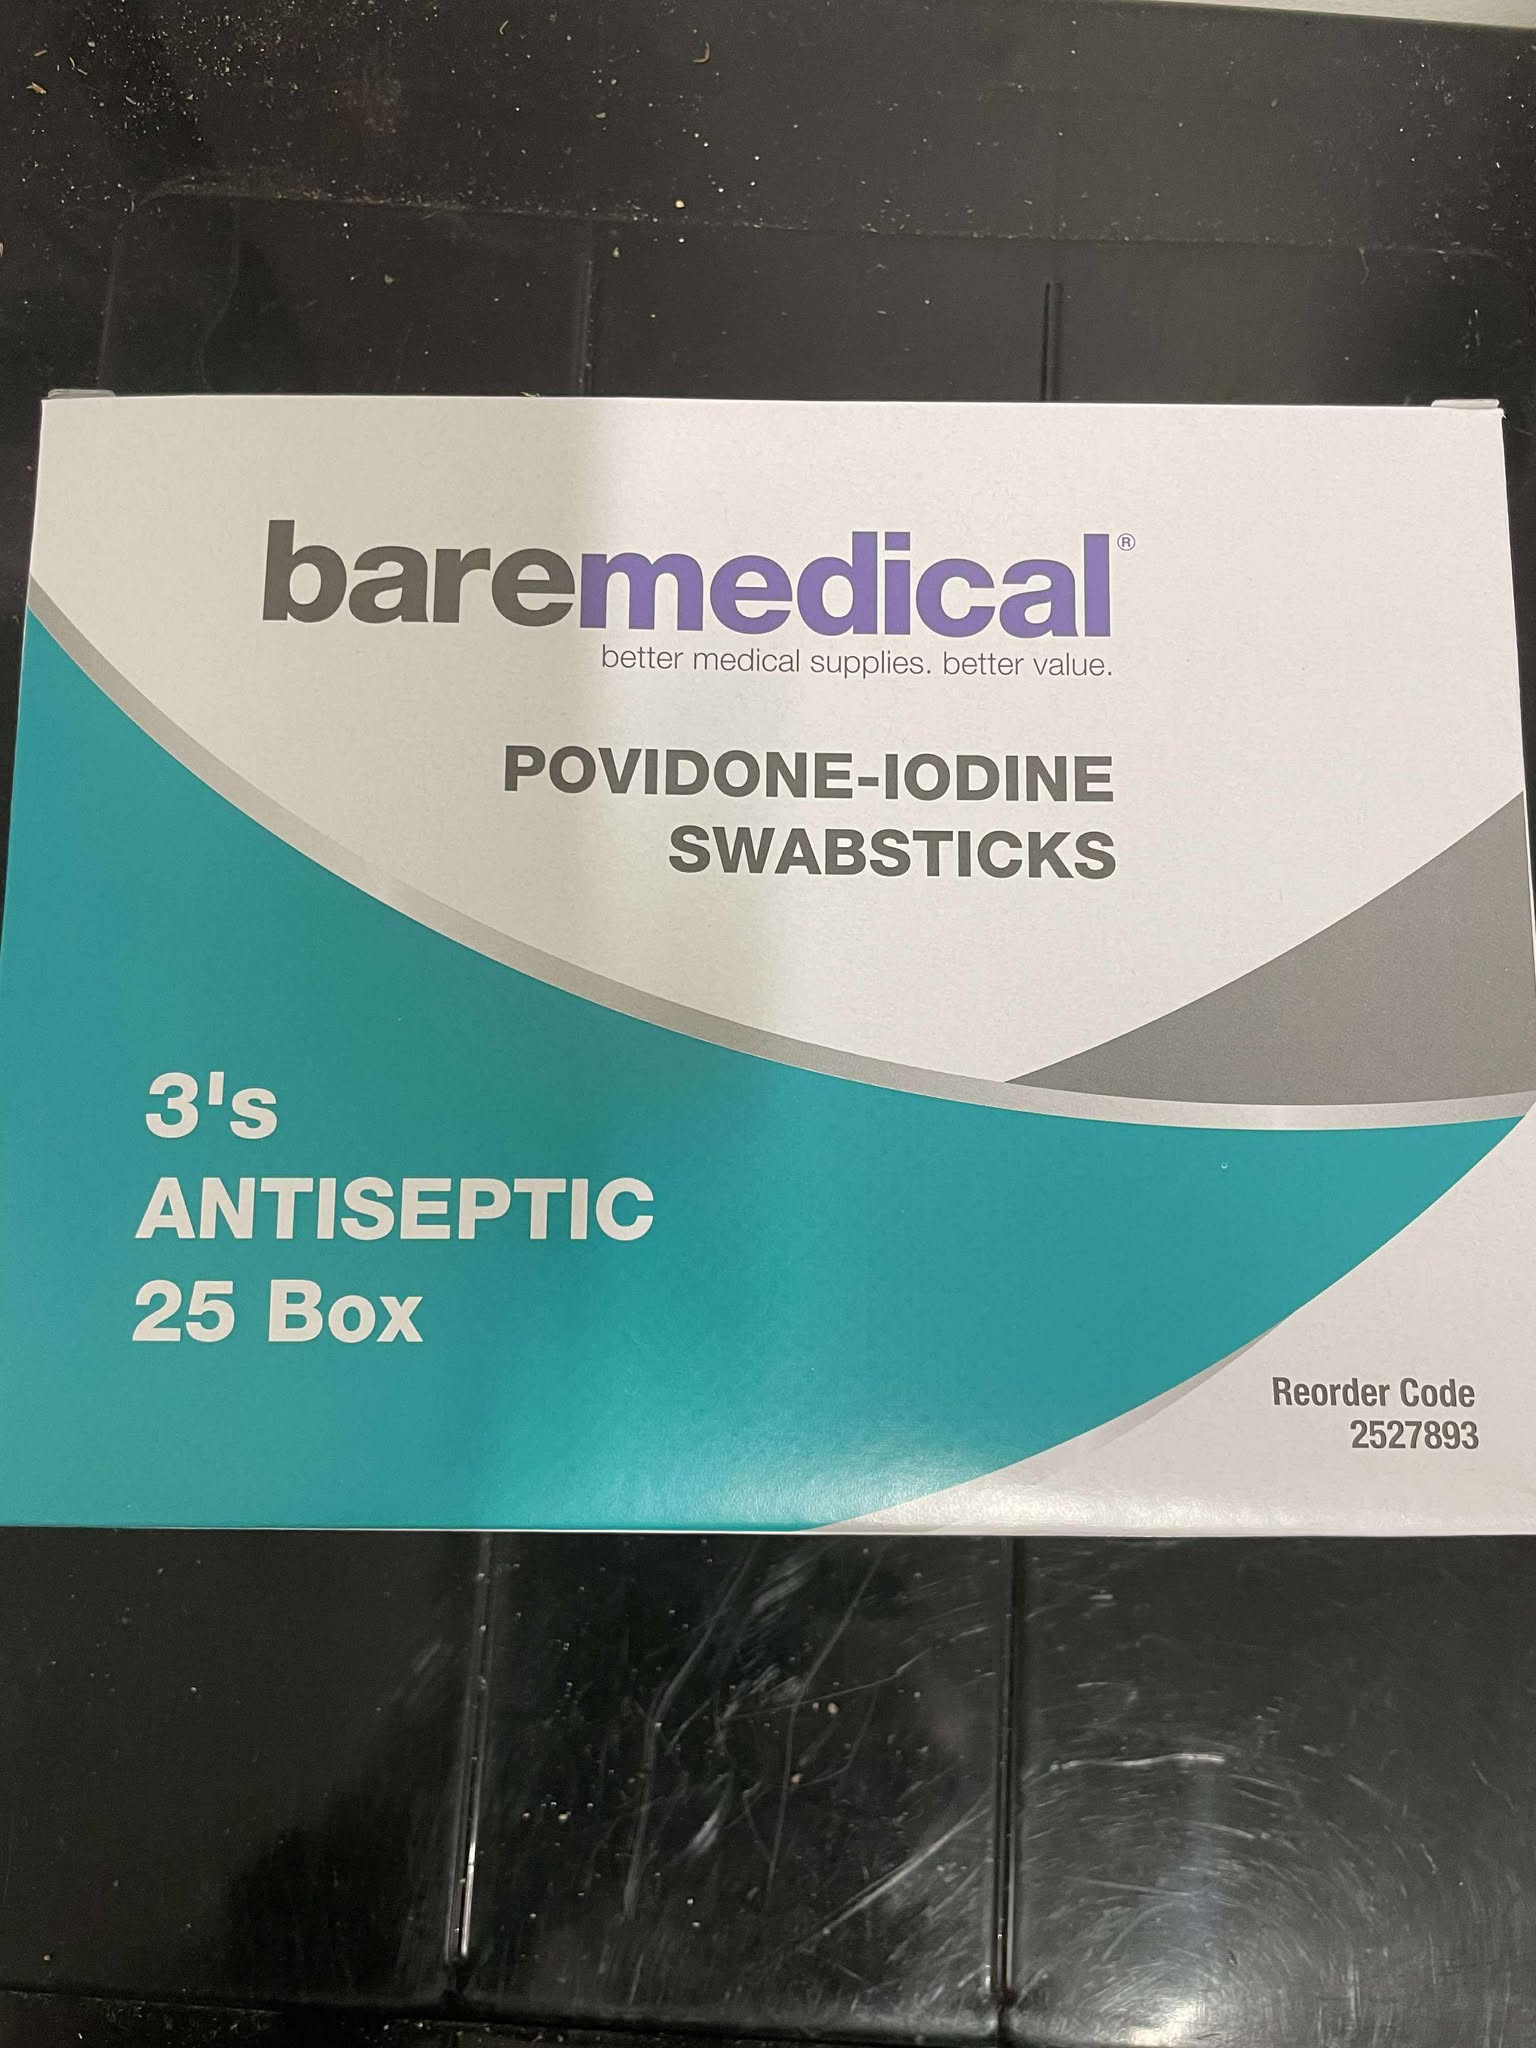 baremedical®
better medical supplies. better value.
POVIDONE-IODINE
SWABSTICKS
3's
ANTISEPTIC
25 Box
Reorder Code
2527893